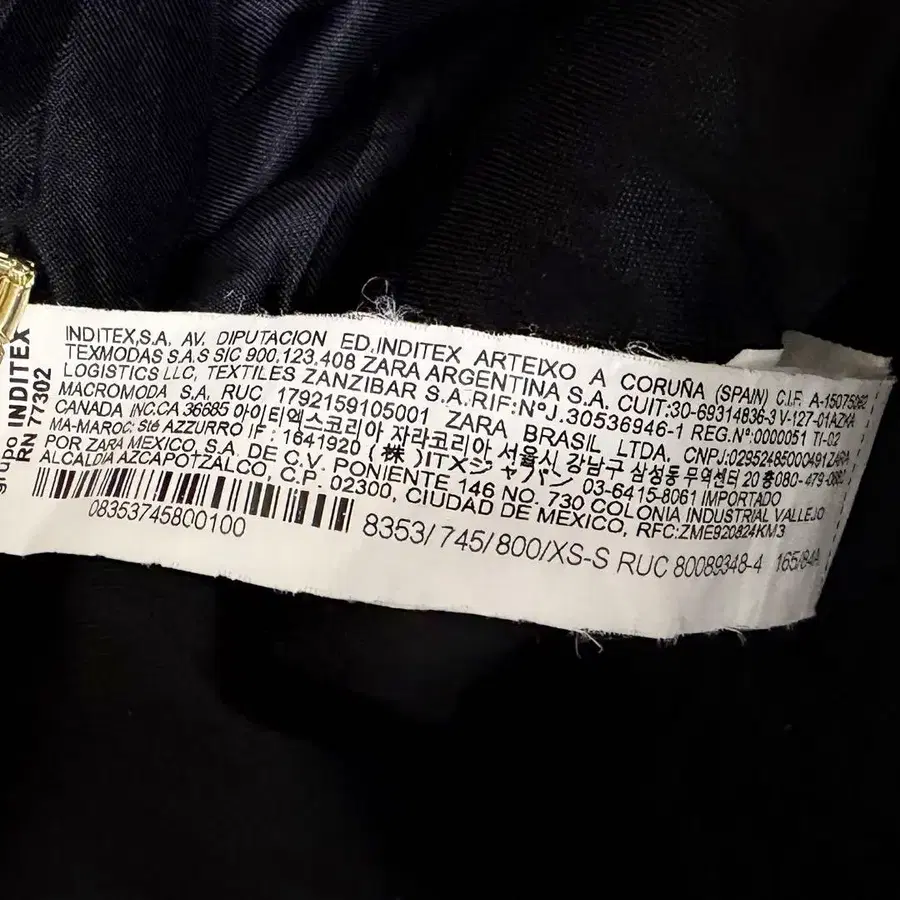 grupo INDITEX
RN 77302
INDITEX,S.A, AV. DIPUTACION ED.INDITEX ARTEIXO A CORUÑA (SPAIN) C.I.F. A-15075062
TEXMODAS S.A.S SIC 900.123.408 ZARA ARGENTINA S.A. CUIT:30-69314836-3 V-127-01AZKA
LOGISTICS LLC, TEXTILES ZANZIBAR S.A.RIF:NºJ.30536946-1 REG.Nº:0000051 TI-02
MACROMODA S.A, RUC 1792159105001 ZARA BRASIL LTDA, CNPJ:02952485000491ZARA
CANADA INC.CA 36685 아이티엑스코리아 자라코리아 서울시 강남구 삼성동 무역센터 20층080-479-0880
MA-MAROC: Sté AZZURRO IF : 1641920 (株)ITXジャパン 03-6415-8061 IMPORTADO
POR ZARA MEXICO, S.A. DE C.V. PONIENTE 146 NO. 730 COLONIA INDUSTRIAL VALLEJO
ALCALDIA AZCAPOTZALCO, C.P. 02300, CIUDAD DE MEXICO, RFC:ZME920824KM3
08353745800100
8353/745/800/XS-S RUC 80089348-4 165/84A